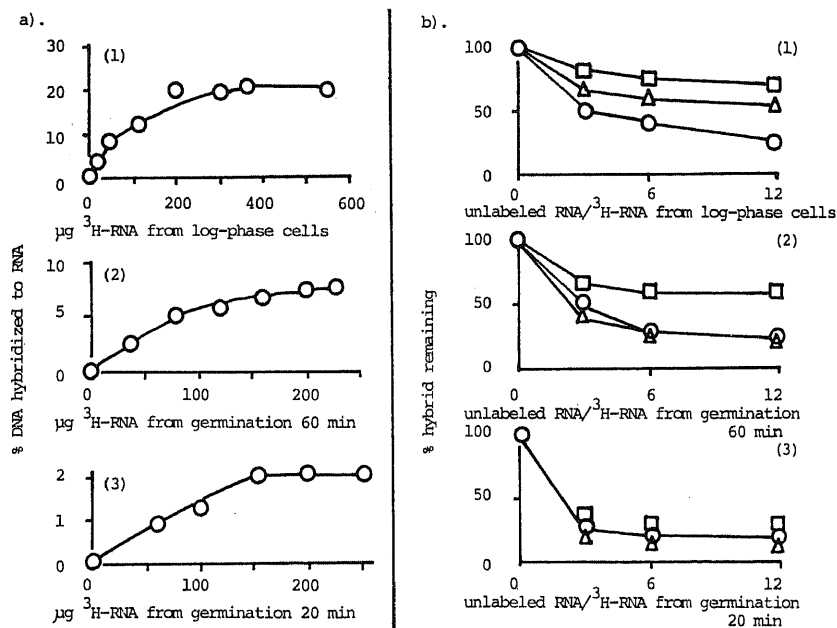 a).
% DNA hybridized to RNA
(1)
30
20
10
0
0 200 400 600
µg ³H-RNA from log-phase cells
(2)
10
5
0
0 100 200
µg ³H-RNA from germination 60 min
(3)
2
1
0
0 100 200
µg ³H-RNA from germination 20 min
b).
% hybrid remaining
(1)
100
50
0
0 6 12
unlabeled RNA/³H-RNA from log-phase cells
(2)
100
50
0
0 6 12
unlabeled RNA/³H-RNA from germination
60 min
(3)
100
50
0
0 6 12
unlabeled RNA/³H-RNA from germination
20 min